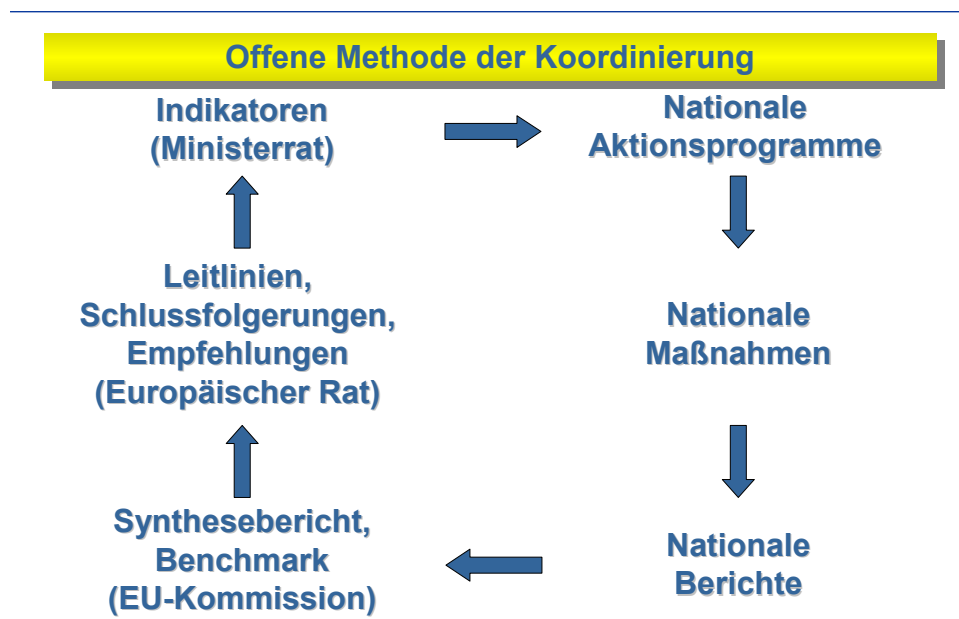 Offene Methode der Koordinierung
Indikatoren
(Ministerrat)
Nationale
Aktionsprogramme
Leitlinien,
Schlussfolgerungen,
Empfehlungen
(Europäischer Rat)
Nationale
Maßnahmen
Synthesebericht,
Benchmark
(EU-Kommission)
Nationale
Berichte